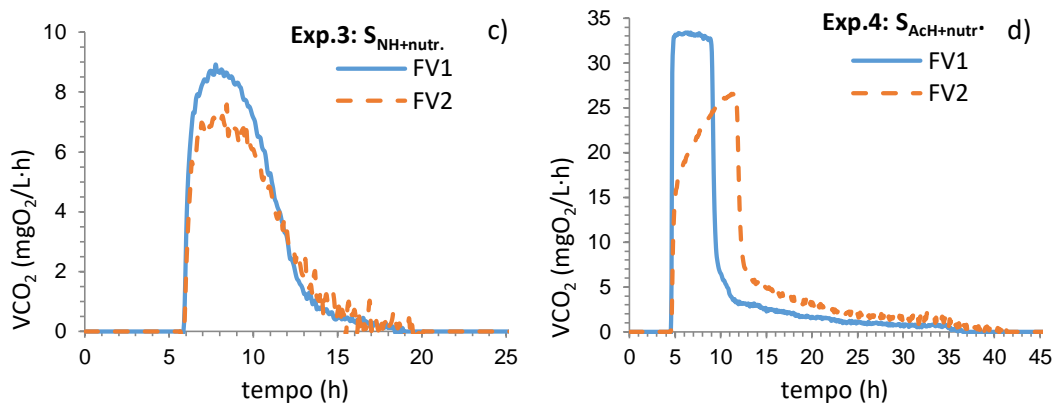 Exp.3: S_NH+nutr. c)
FV1
FV2
10
8
6
4
2
0
VCO₂ (mgO₂/L·h)
0 5 10 15 20 25
tempo (h)
Exp.4: S_AcH+nutr. d)
FV1
FV2
35
30
25
20
15
10
5
0
VCO₂ (mgO₂/L·h)
0 5 10 15 20 25 30 35 40 45
tempo (h)